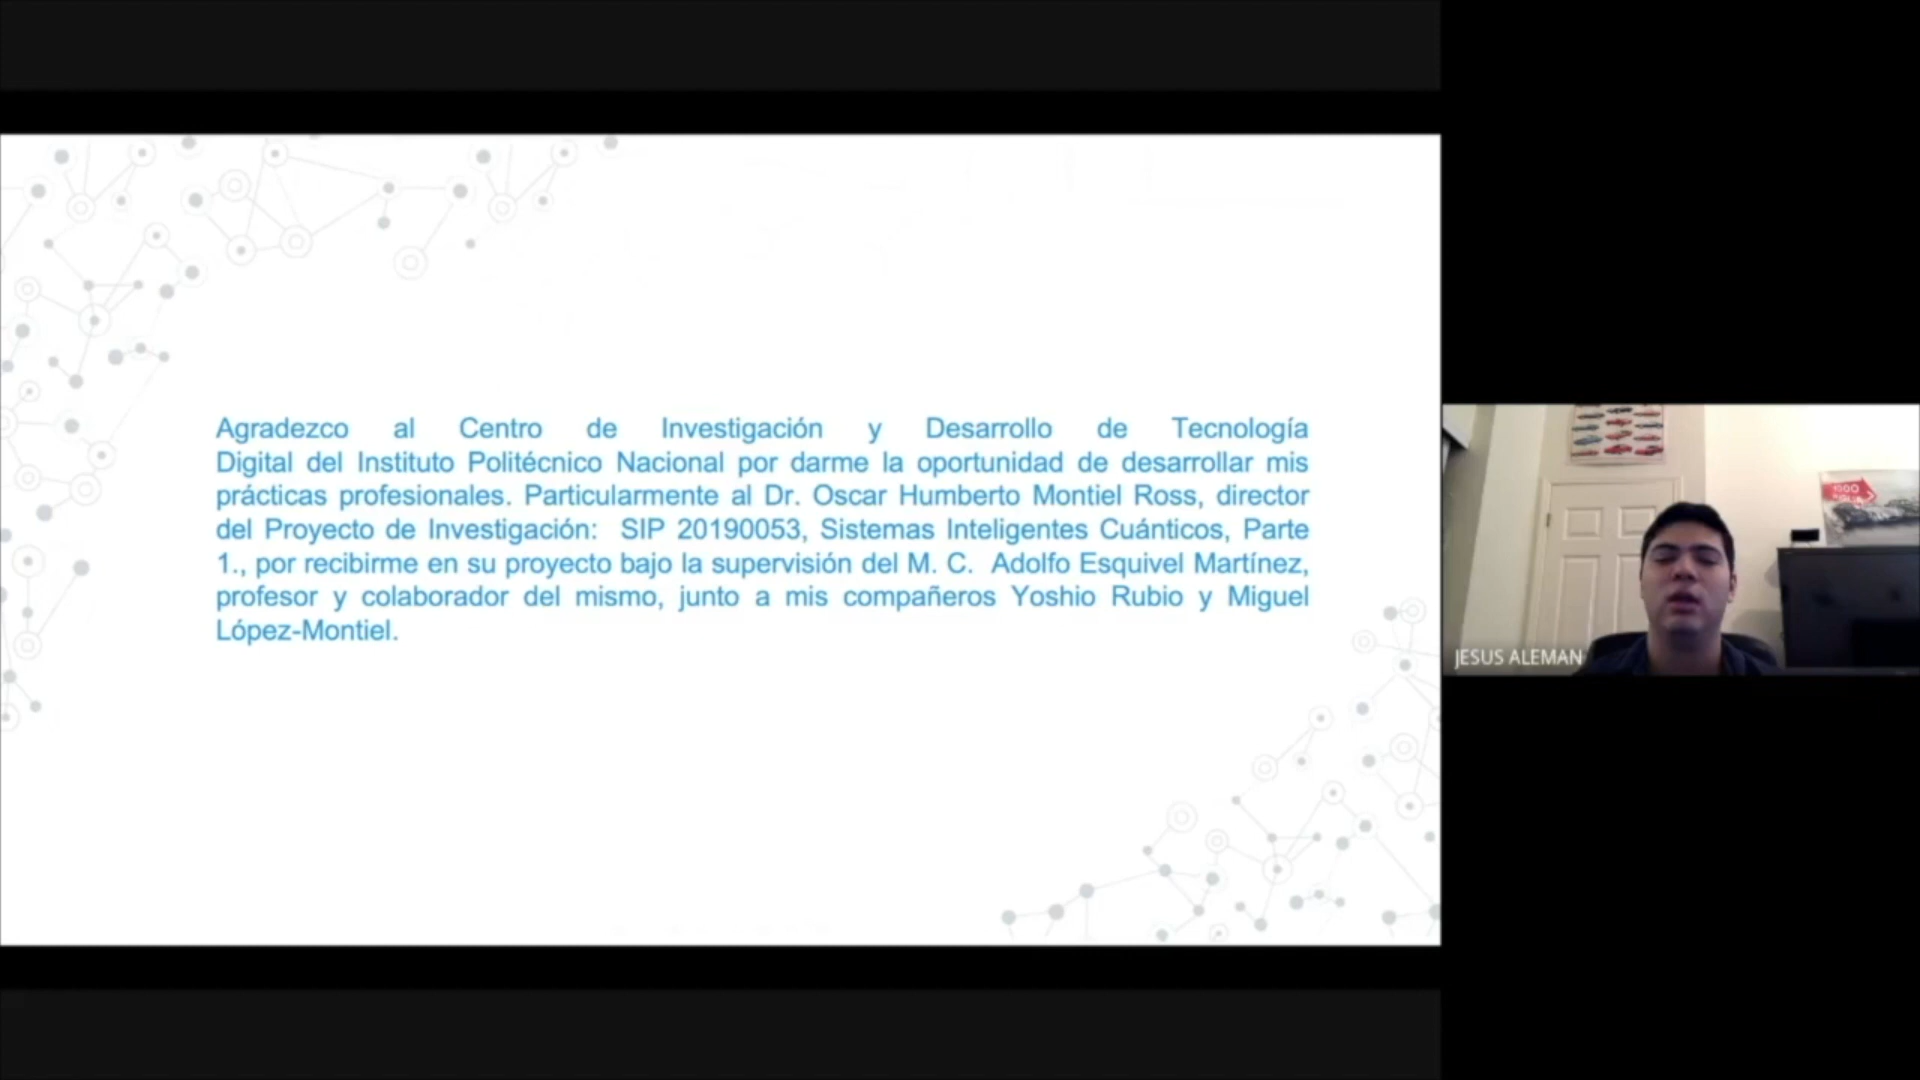 Agradezco al Centro de Investigación y Desarrollo de Tecnología
Digital del Instituto Politécnico Nacional por darme la oportunidad de desarrollar mis
prácticas profesionales. Particularmente al Dr. Oscar Humberto Montiel Ross, director
del Proyecto de Investigación: SIP 20190053, Sistemas Inteligentes Cuánticos, Parte
1., por recibirme en su proyecto bajo la supervisión del M. C. Adolfo Esquivel Martínez,
profesor y colaborador del mismo, junto a mis compañeros Yoshio Rubio y Miguel
López-Montiel.
JESUS ALEMAN